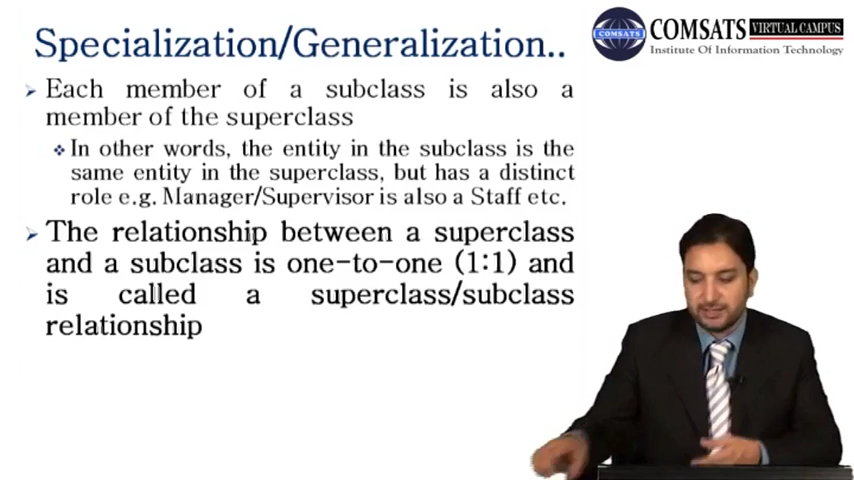 Specialization/Generalization..
COMSATS
COMSATS
VIRTUAL CAMPUS
Institute Of Information Technology
➤ Each member of a subclass is also a
member of the superclass
❖ In other words, the entity in the subclass is the
same entity in the superclass, but has a distinct
role e.g. Manager/Supervisor is also a Staff etc.
➤ The relationship between a superclass
and a subclass is one-to-one (1:1) and
is called a superclass/subclass
relationship